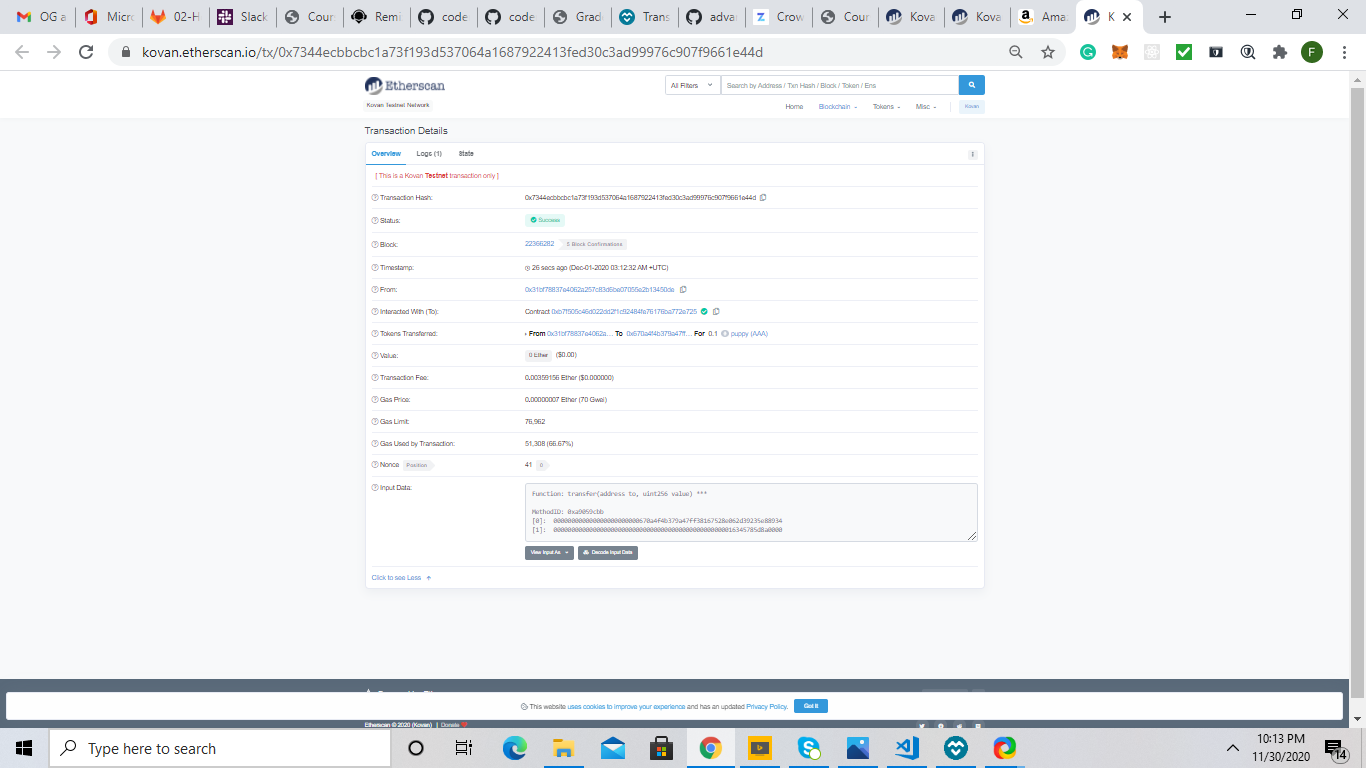 OG a
Micro
02-H
Slack
Cour
Remi
code
code
Grad
Trans
advan
Crow
Cour
Kova
Kova
Amaz
K
kovan.etherscan.io/tx/0x7344ecbbcbc1a73f193d537064a1687922413fed30c3ad99976c907f9661e44d
F
Etherscan
All Filters
Search by Address / Txn Hash / Block / Token / Ens
Kovan Testnet Network
Home Blockchain Tokens Misc Kovan
Transaction Details
Overview Logs (1) State
[ This is a Kovan Testnet transaction only ]
Transaction Hash: 0x7344ecbbcbc1a73f193d537064a1687922413fed30c3ad99976c907f9661e44d
Status: Success
Block: 22366282 5 Block Confirmations
Timestamp: 26 secs ago (Dec-01-2020 03:12:32 AM +UTC)
From: 0x31bf78837e4062a257c83d6be07055e2b13450de
Interacted With (To): Contract 0xb7f505c46d022dd2f1c92484fe76176ba772e725
Tokens Transferred: From 0x31bf78837e4062a... To 0x670a4f4b379a47ff... For 0.1 puppy (AAA)
Value: 0 Ether ($0.00)
Transaction Fee: 0.00359156 Ether ($0.000000)
Gas Price: 0.00000007 Ether (70 Gwei)
Gas Limit: 76,962
Gas Used by Transaction: 51,308 (66.67%)
Nonce Position 41 0
Input Data:
Function: transfer(address to, uint256 value) ***
MethodID: 0xa9059cbb
[0]: 000000000000000000000000670a4f4b379a47ff38167528e062d39235e88934
[1]: 000000000000000000000000000000000000000000000000016345785d8a0000
View Input As Decode Input Data
Click to see Less
This website uses cookies to improve your experience and has an updated Privacy Policy. Got It
Etherscan © 2020 (Kovan) | Donate
Type here to search
10:13 PM
11/30/2020
14